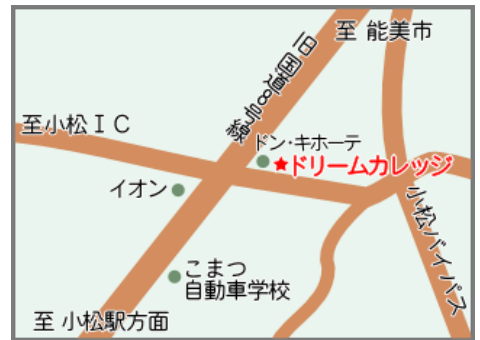 至 能美市
旧国道8号線
至小松IC
ドン・キホーテ
★ドリームカレッジ
イオン
小松バイパス
こまつ
自動車学校
至 小松駅方面